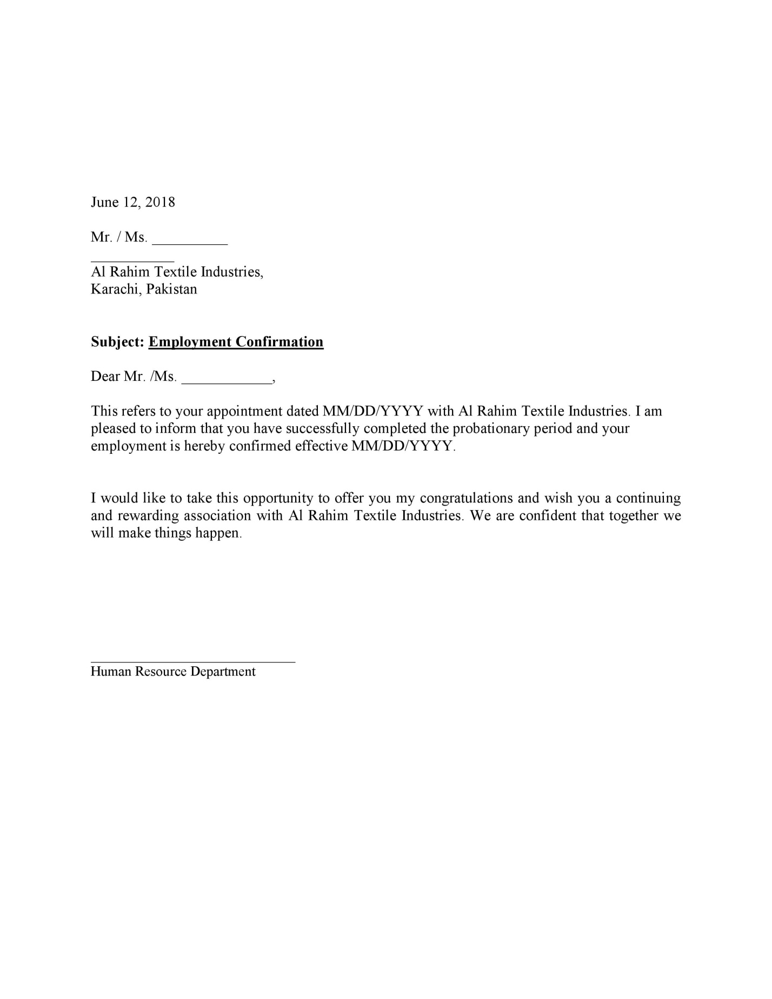 June 12, 2018
Mr. / Ms. __________
___________
Al Rahim Textile Industries,
Karachi, Pakistan
Subject: Employment Confirmation
Dear Mr. /Ms. ____________,
This refers to your appointment dated MM/DD/YYYY with Al Rahim Textile Industries. I am
pleased to inform that you have successfully completed the probationary period and your
employment is hereby confirmed effective MM/DD/YYYY.
I would like to take this opportunity to offer you my congratulations and wish you a continuing
and rewarding association with Al Rahim Textile Industries. We are confident that together we
will make things happen.
___________________________
Human Resource Department